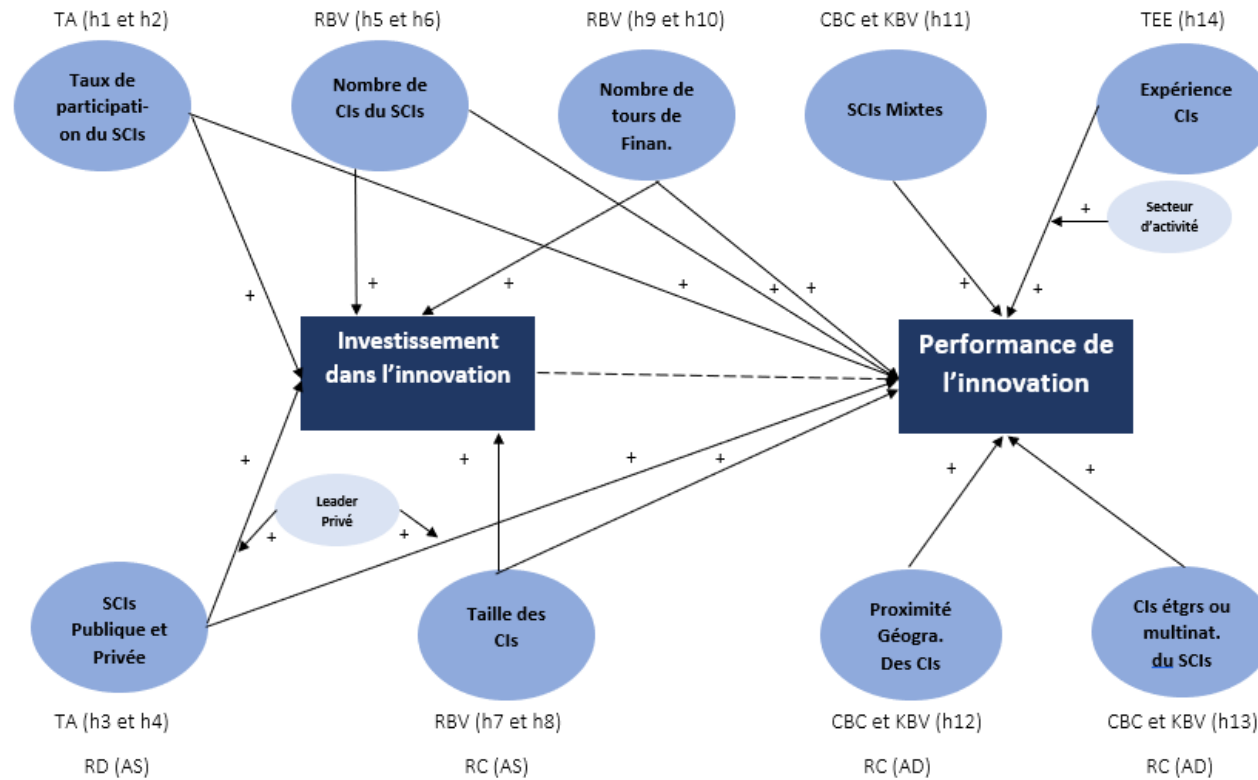 TA (h1 et h2)
RBV (h5 et h6)
RBV (h9 et h10)
CBC et KBV (h11)
TEE (h14)
Taux de
participati-
on du SCIs
Nombre de
CIs du SCIs
Nombre de
tours de
Finan.
SCIs Mixtes
Expérience
CIs
+
Secteur
d'activité
+
+
+
+
+
+
+
+
Investissement
dans l'innovation
Performance de
l'innovation
+
+
+
+
+
+
Leader
Privé
+
+
SCIs
Publique et
Privée
Taille des
CIs
Proximité
Géogra.
Des CIs
CIs étgrs ou
multinat.
du SCIs
TA (h3 et h4)
RBV (h7 et h8)
CBC et KBV (h12)
CBC et KBV (h13)
RD (AS)
RC (AS)
RC (AD)
RC (AD)